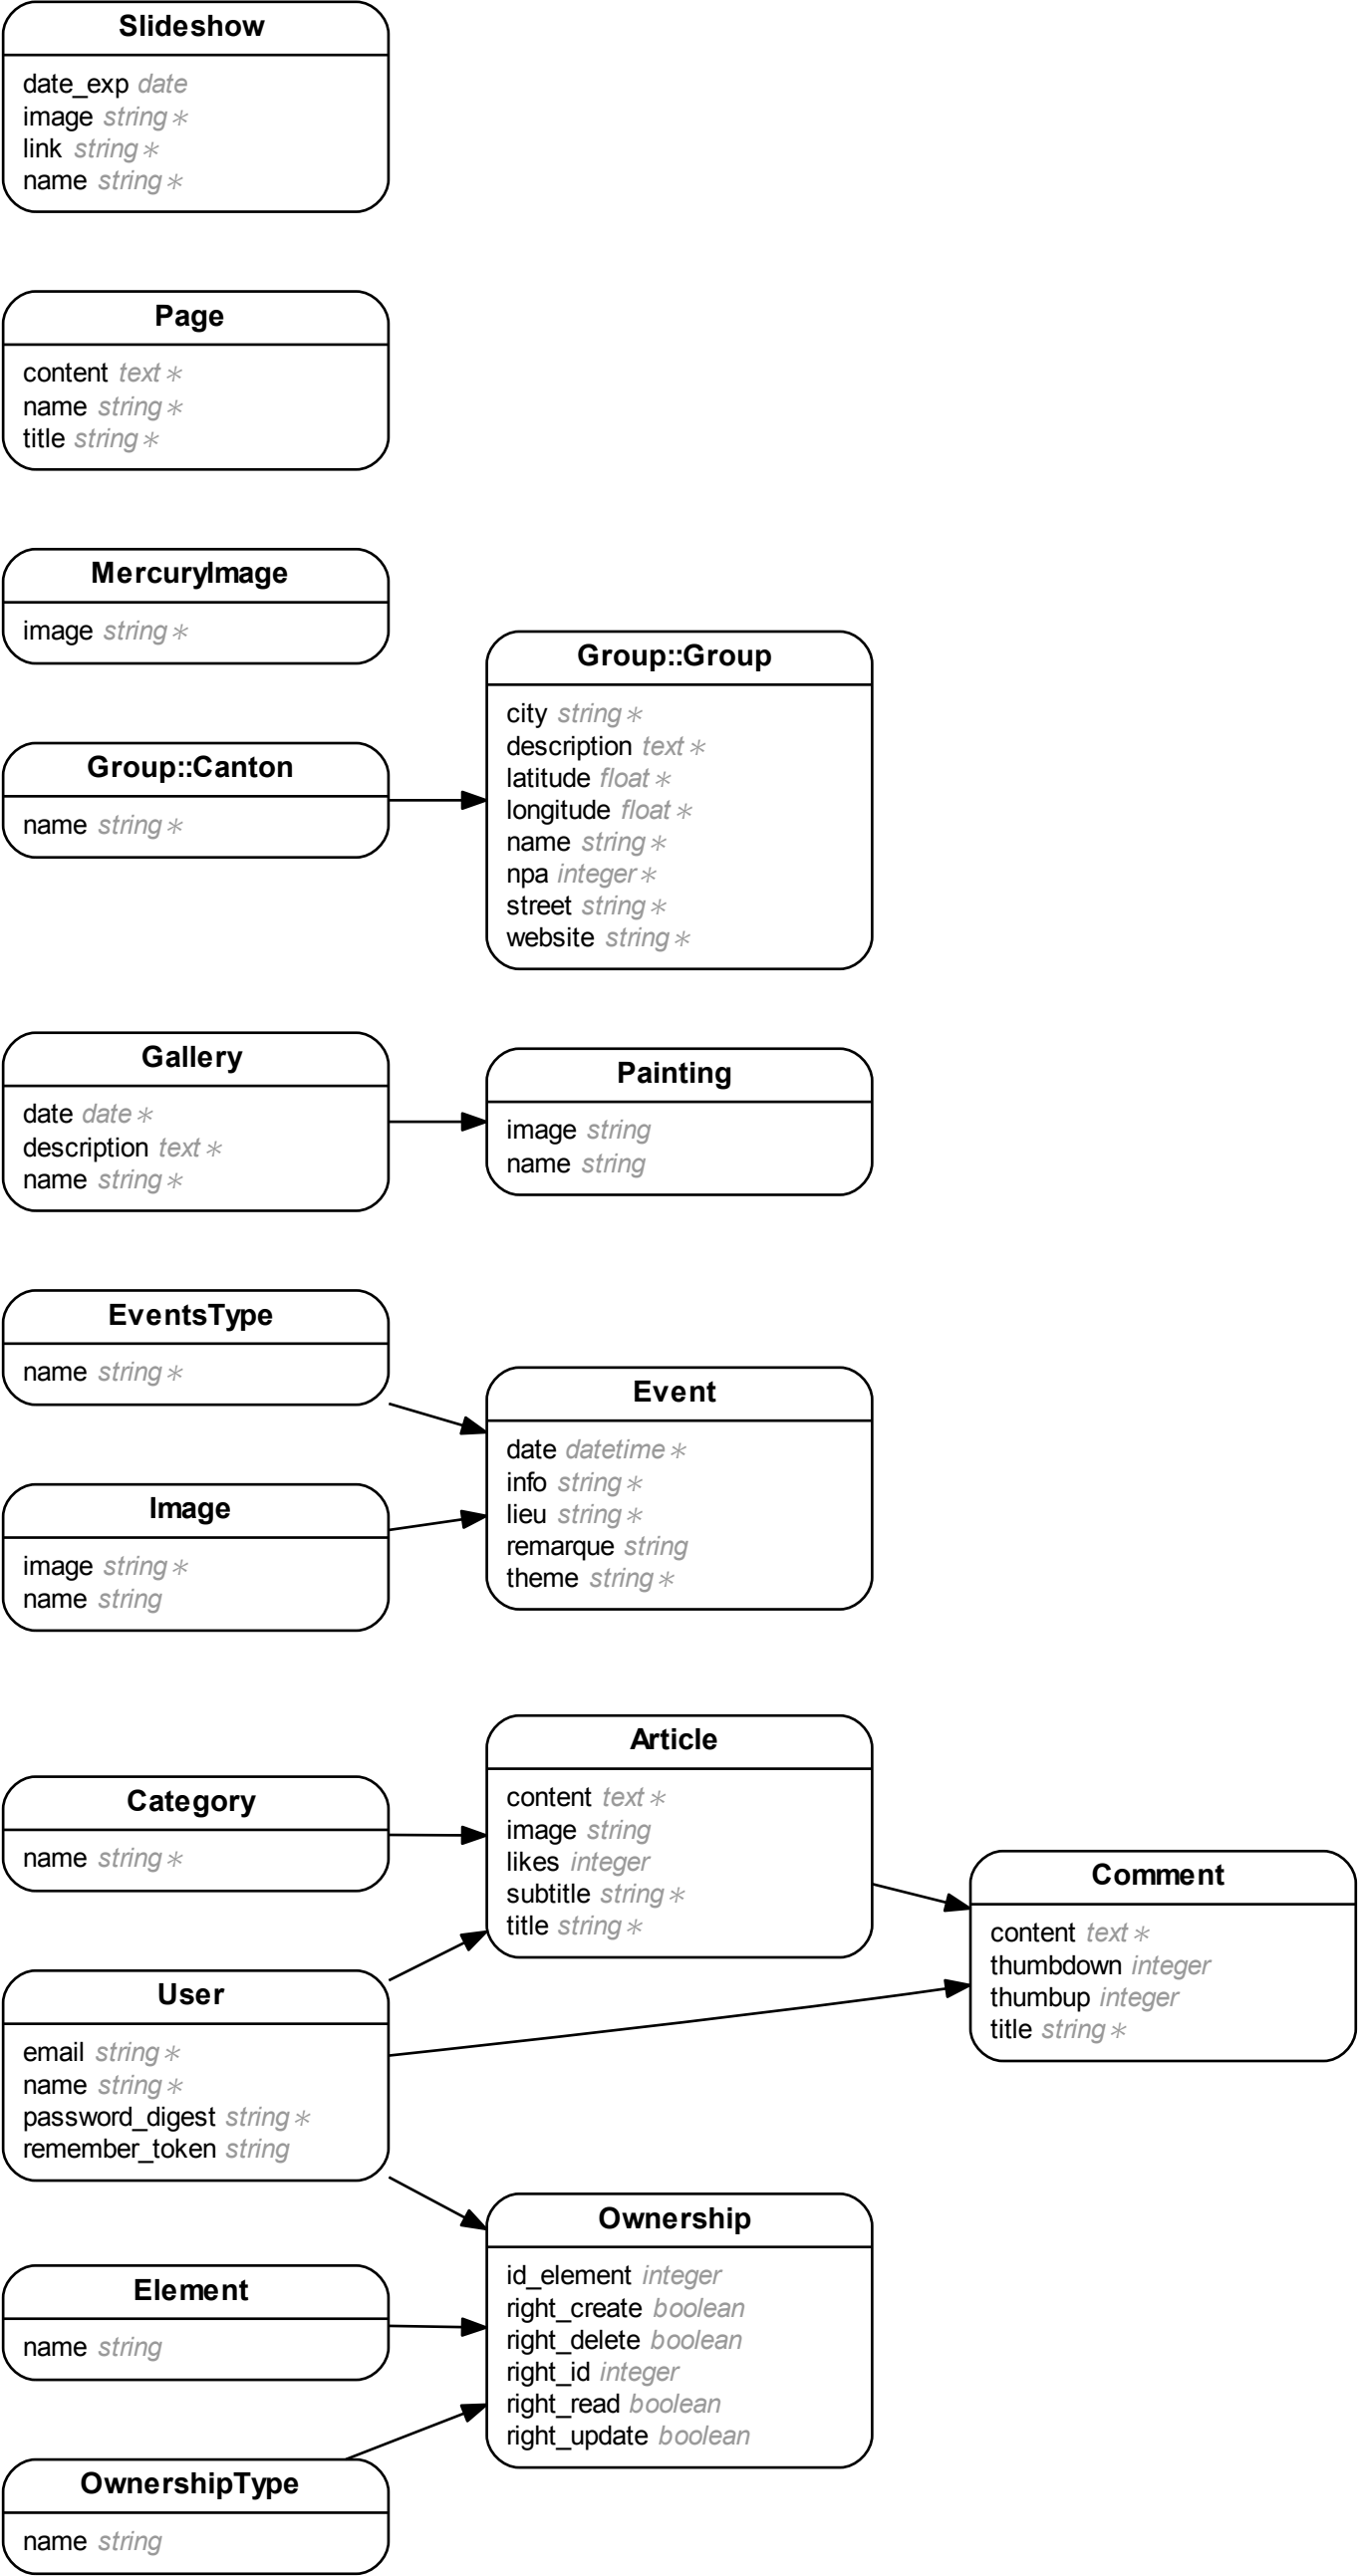 Slideshow
date_exp date
image string ∗
link string ∗
name string ∗
Page
content text ∗
name string ∗
title string ∗
MercuryImage
image string ∗
Group::Canton
name string ∗
Group::Group
city string ∗
description text ∗
latitude float ∗
longitude float ∗
name string ∗
npa integer ∗
street string ∗
website string ∗
Gallery
date date ∗
description text ∗
name string ∗
Painting
image string
name string
EventsType
name string ∗
Image
image string ∗
name string
Event
date datetime ∗
info string ∗
lieu string ∗
remarque string
theme string ∗
Category
name string ∗
Article
content text ∗
image string
likes integer
subtitle string ∗
title string ∗
Comment
content text ∗
thumbdown integer
thumbup integer
title string ∗
User
email string ∗
name string ∗
password_digest string ∗
remember_token string
Ownership
id_element integer
right_create boolean
right_delete boolean
right_id integer
right_read boolean
right_update boolean
Element
name string
OwnershipType
name string